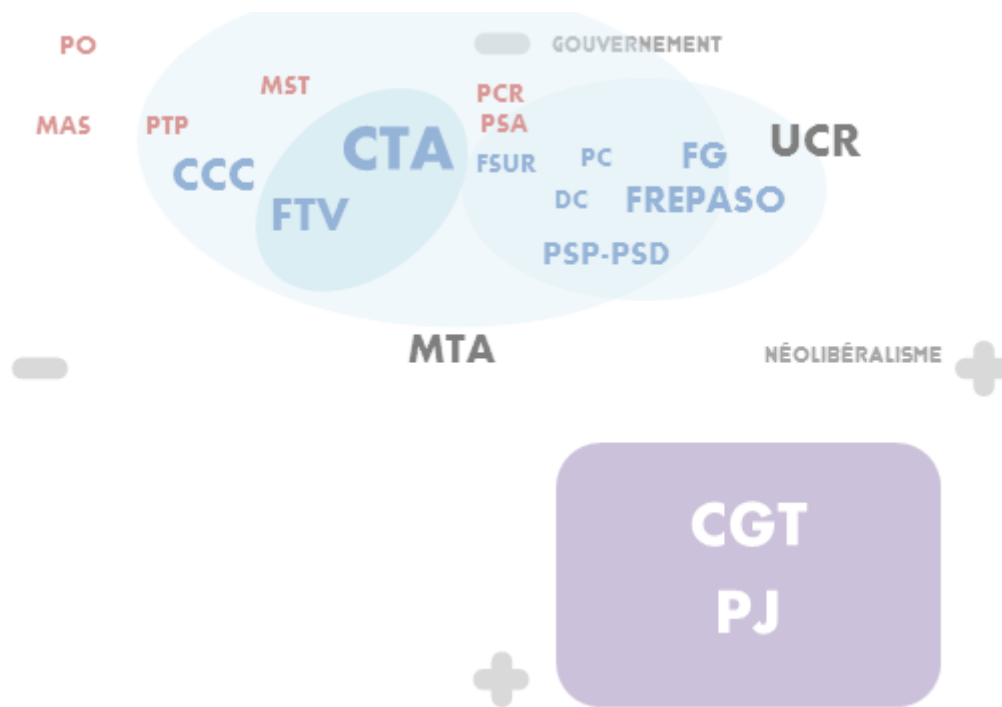 PO
GOUVERNEMENT
MST
PCR
MAS
PTP
PSA
CTA
UCR
CCC
FSUR
PC
FG
FTV
DC
FREPASO
PSP-PSD
MTA
NÉOLIBÉRALISME
CGT
PJ